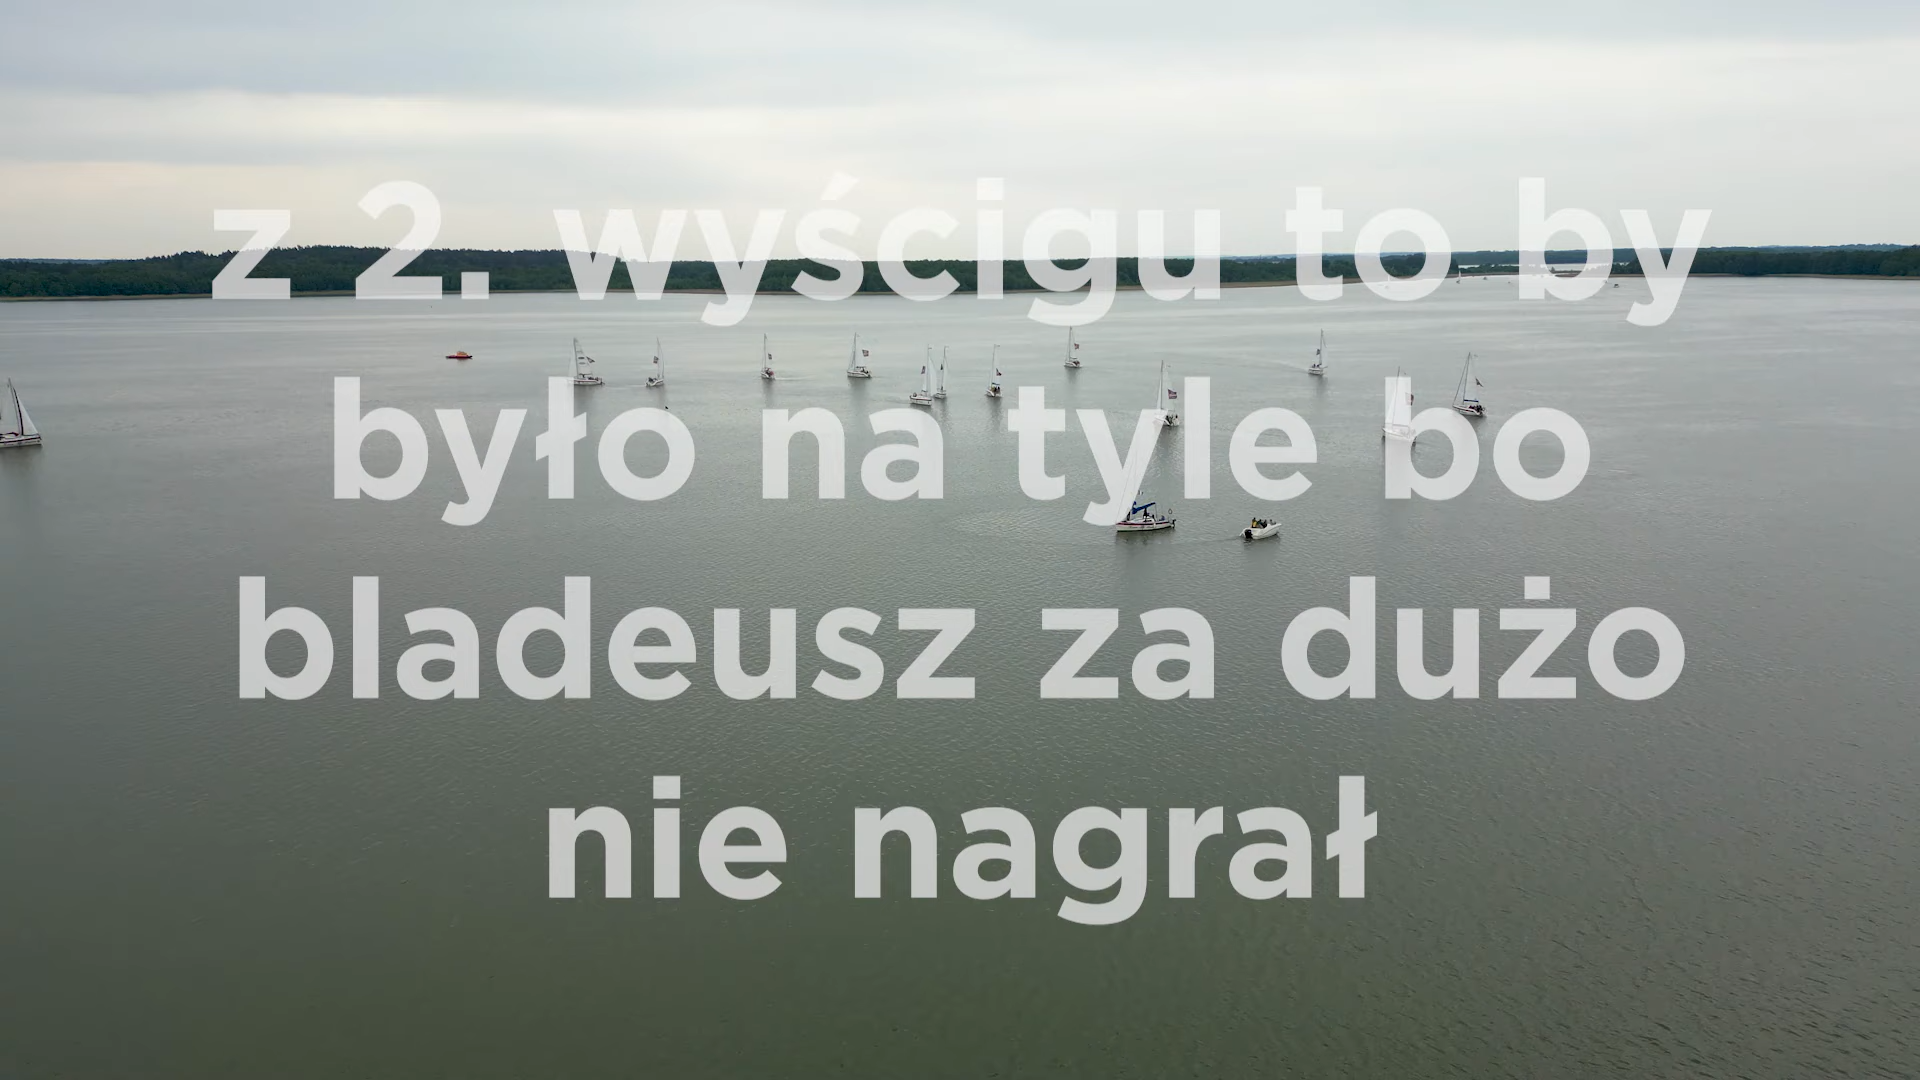 z 2. wyścigu to by
było na tyle bo
bladeusz za dużo
nie nagrał